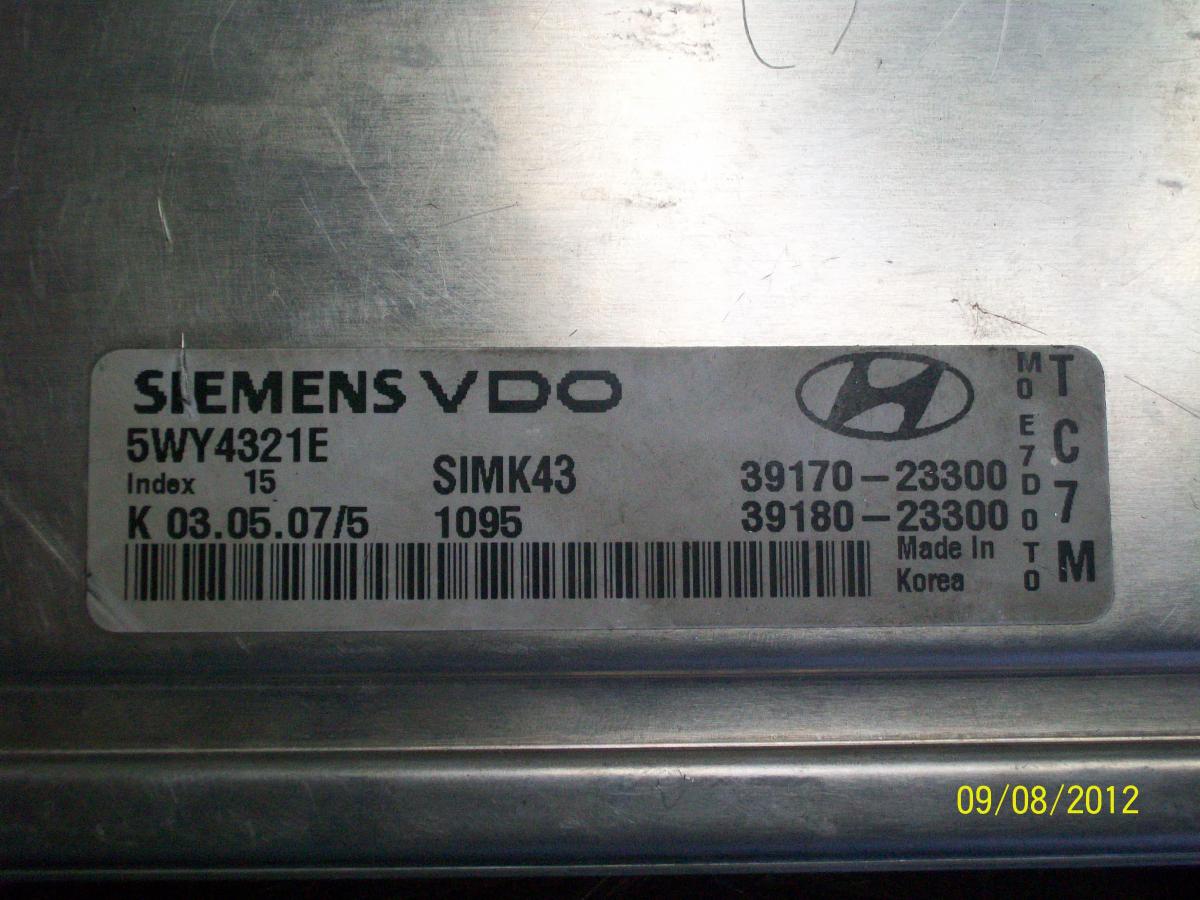 SIEMENS VDO
5WY4321E
Index 15
SIMK43
39170-23300
K 03.05.07/5 1095
39180-23300
Made In
Korea
M0E7D0T0
TC7M
09/08/2012